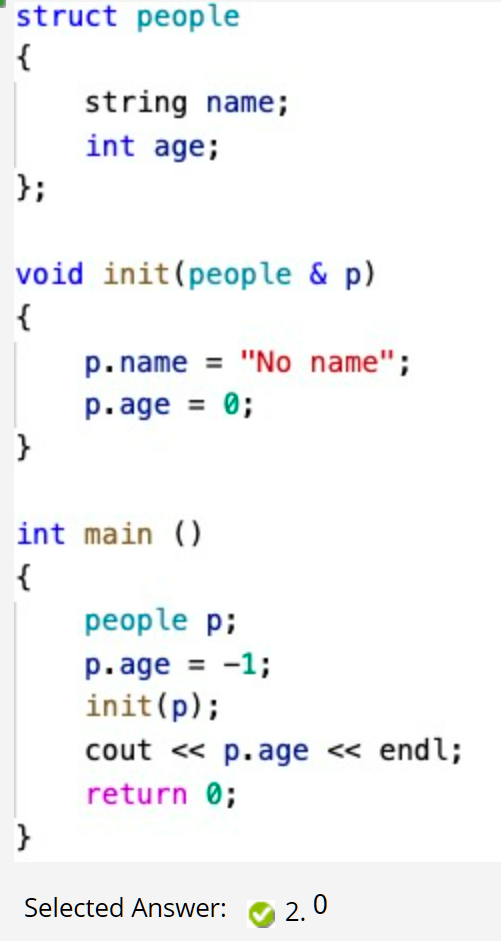 struct people
{
string name;
int age;
};
void init(people & p)
{
p.name = "No name";
p.age = 0;
}
int main ()
{
people p;
p.age = -1;
init(p);
cout << p.age << endl;
return 0;
}
Selected Answer: 2. 0